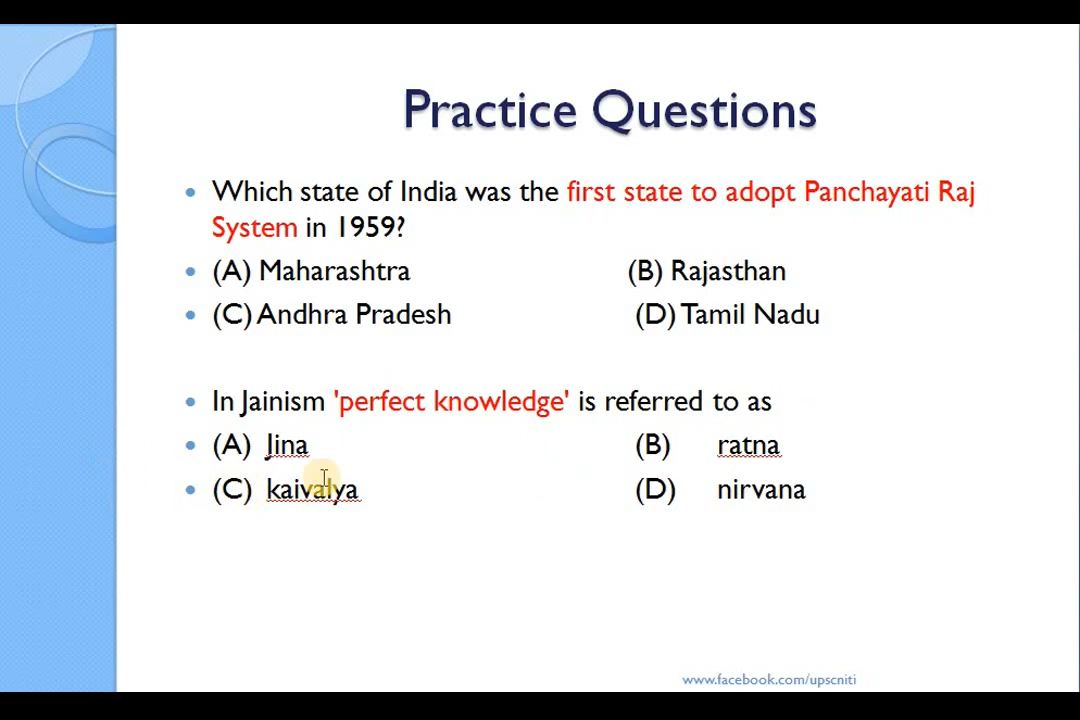 Practice Questions
• Which state of India was the first state to adopt Panchayati Raj
System in 1959?
• (A) Maharashtra (B) Rajasthan
• (C) Andhra Pradesh (D) Tamil Nadu
• In Jainism 'perfect knowledge' is referred to as
• (A) Jina (B) ratna
• (C) kaivalya (D) nirvana
www.facebook.com/upscniti